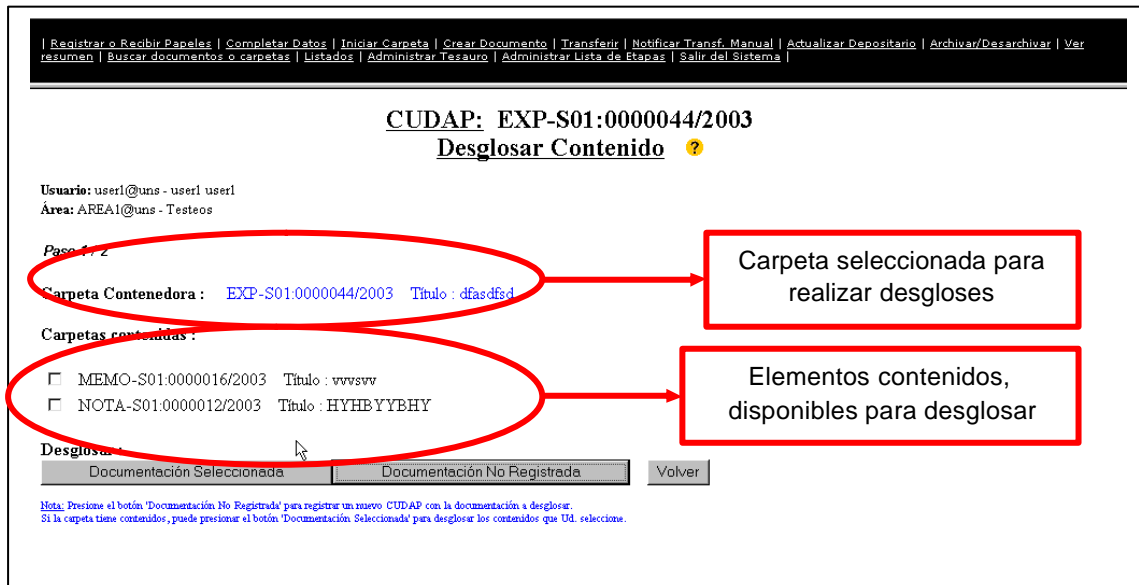 | Registrar o Recibir Papeles | Completar Datos | Iniciar Carpeta | Crear Documento | Transferir | Notificar Transf. Manual | Actualizar Depositario | Archivar/Desarchivar | Ver
resumen | Buscar documentos o carpetas | Listados | Administrar Tesauro | Administrar Lista de Etapas | Salir del Sistema |
CUDAP: EXP-S01:0000044/2003
Desglosar Contenido ?
Usuario: user1@uns - user1 user1
Área: AREA1@uns - Testeos
Paso 1 / 2
Carpeta Contenedora : EXP-S01:0000044/2003 Título : dfasdfsd
Carpeta seleccionada para
realizar desgloses
Carpetas contenidas :
MEMO-S01:0000016/2003 Título : vvvsvv
NOTA-S01:0000012/2003 Título : HYHBYYBHY
Elementos contenidos,
disponibles para desglosar
Desglosar :
Documentación Seleccionada Documentación No Registrada Volver
Nota: Presione el botón 'Documentación No Registrada' para registrar un nuevo CUDAP con la documentación a desglosar.
Si la carpeta tiene contenidos, puede presionar el botón 'Documentación Seleccionada' para desglosar los contenidos que Ud. seleccione.